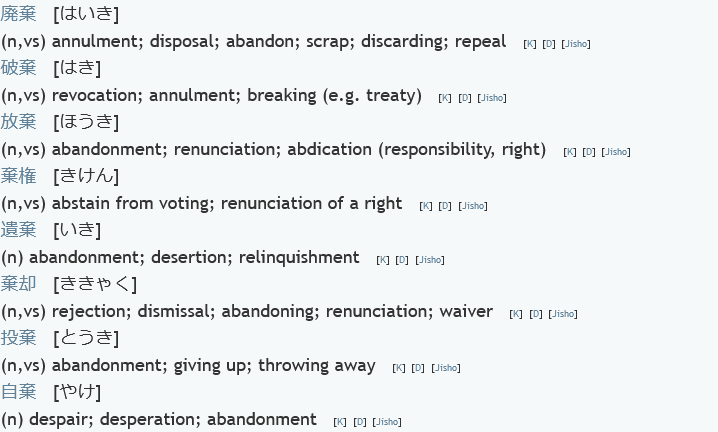 廃棄 [はいき]
(n,vs) annulment; disposal; abandon; scrap; discarding; repeal [K] [D] [Jisho]
破棄 [はき]
(n,vs) revocation; annulment; breaking (e.g. treaty) [K] [D] [Jisho]
放棄 [ほうき]
(n,vs) abandonment; renunciation; abdication (responsibility, right) [K] [D] [Jisho]
棄権 [きけん]
(n,vs) abstain from voting; renunciation of a right [K] [D] [Jisho]
遺棄 [いき]
(n) abandonment; desertion; relinquishment [K] [D] [Jisho]
棄却 [ききゃく]
(n,vs) rejection; dismissal; abandoning; renunciation; waiver [K] [D] [Jisho]
投棄 [とうき]
(n,vs) abandonment; giving up; throwing away [K] [D] [Jisho]
自棄 [やけ]
(n) despair; desperation; abandonment [K] [D] [Jisho]